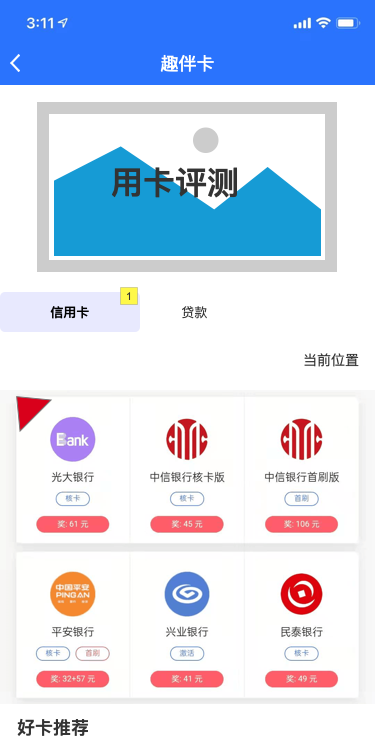 3:11
趣伴卡
用卡评测
1
信用卡
贷款
当前位置
Bank
光大银行
核卡
奖: 61 元
中信银行核卡版
核卡
奖: 45 元
中信银行首刷版
首刷
奖: 106 元
中国平安
PING AN
平安银行
核卡
首刷
奖: 32+57 元
兴业银行
激活
奖: 41 元
民泰银行
核卡
奖: 49 元
好卡推荐